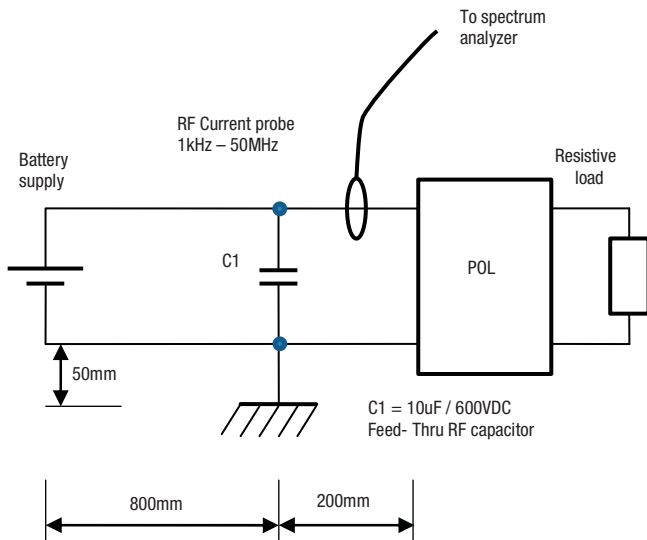 To spectrum
analyzer
RF Current probe
1kHz – 50MHz
Battery
supply
Resistive
load
C1
POL
50mm
C1 = 10uF / 600VDC
Feed- Thru RF capacitor
800mm
200mm